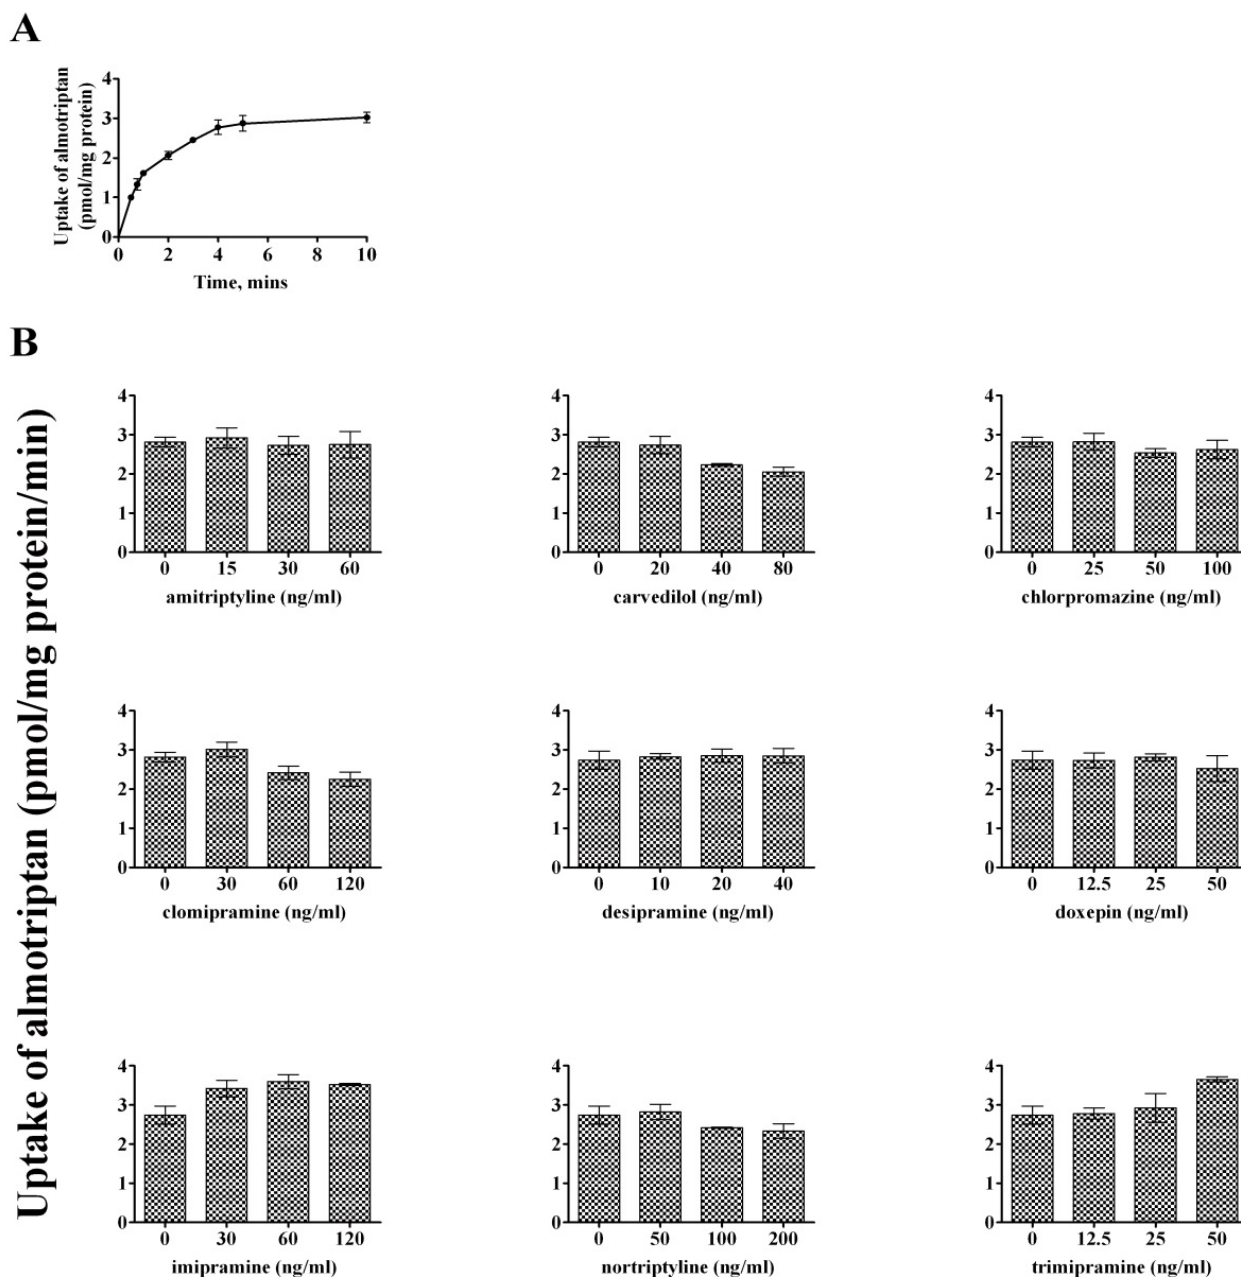 A
Uptake of almotriptan
(pmol/mg protein)
4
3
2
1
0
0 2 4 6 8 10
Time, mins
B
Uptake of almotriptan (pmol/mg protein/min)
4
3
2
1
0
0 15 30 60
amitriptyline (ng/ml)
4
3
2
1
0
0 20 40 80
carvedilol (ng/ml)
4
3
2
1
0
0 25 50 100
chlorpromazine (ng/ml)
4
3
2
1
0
0 30 60 120
clomipramine (ng/ml)
4
3
2
1
0
0 10 20 40
desipramine (ng/ml)
4
3
2
1
0
0 12.5 25 50
doxepin (ng/ml)
4
3
2
1
0
0 30 60 120
imipramine (ng/ml)
4
3
2
1
0
0 50 100 200
nortriptyline (ng/ml)
4
3
2
1
0
0 12.5 25 50
trimipramine (ng/ml)